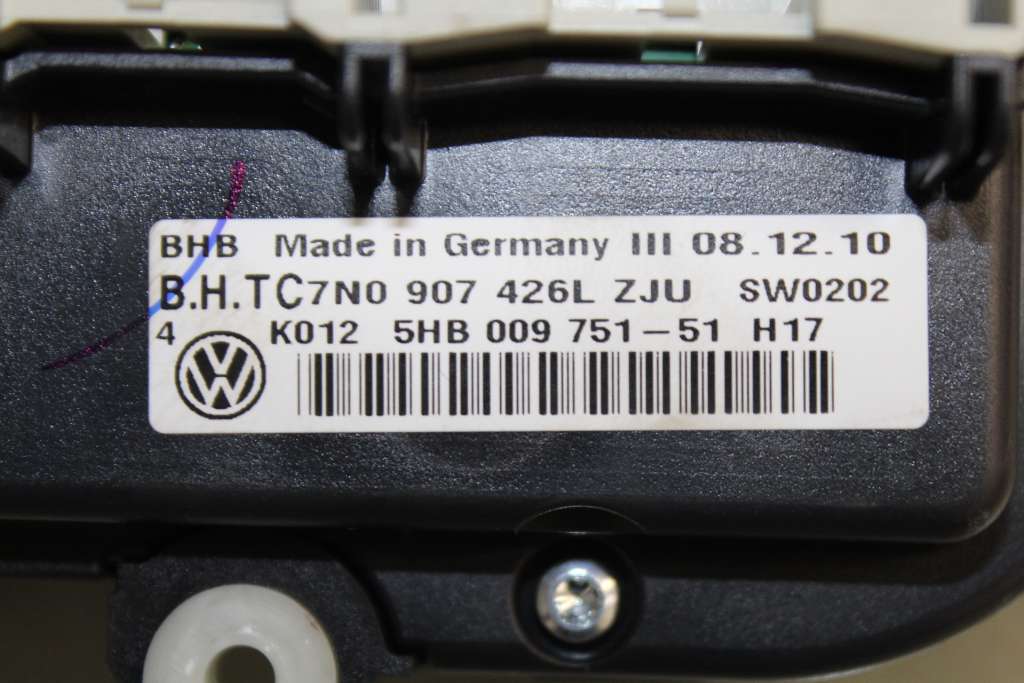 BHB Made in Germany III 08.12.10
B.H.TC7N0 907 426L ZJU SW0202
4 K012 5HB 009 751-51 H17